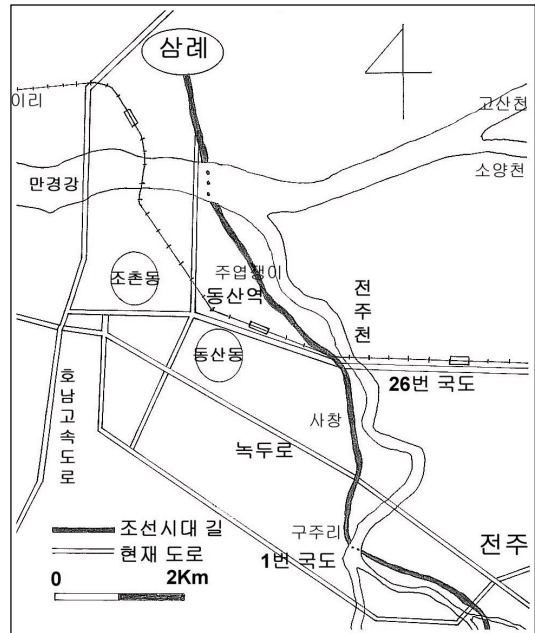 삼례
이리
고산천
만경강
소양천
조촌동
주엽쟁이
동산역
전주천
동산동
26번 국도
호남고속도로
사창
녹두로
구주리
전주
1번 국도
조선시대 길
현재 도로
0 2Km